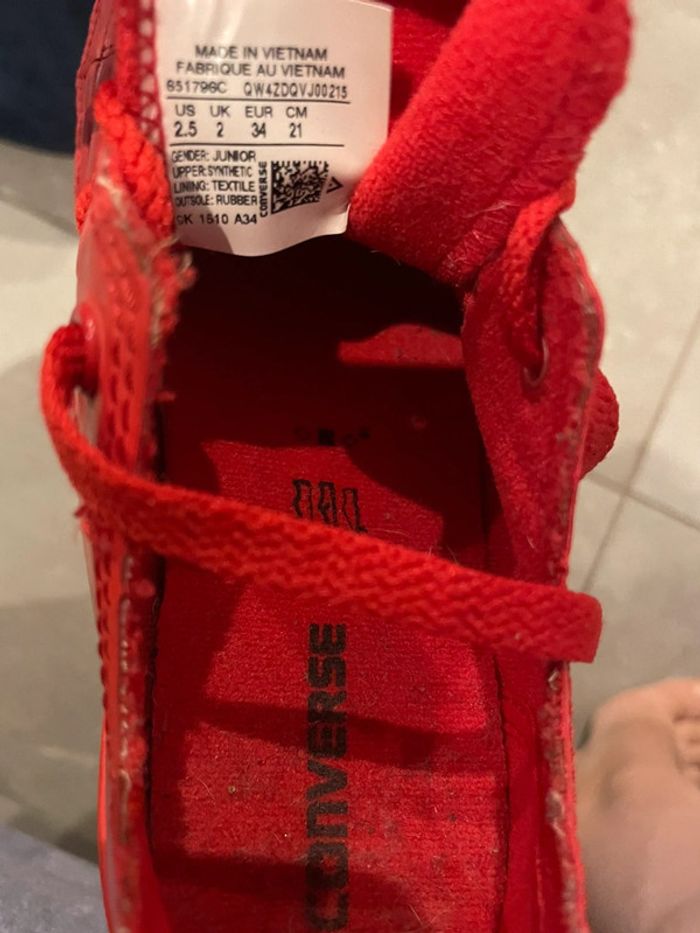 MADE IN VIETNAM
FABRIQUE AU VIETNAM
651796C QW4ZDQVJ00215
US UK EUR CM
2.5 2 34 21
GENDER: JUNIOR
UPPER: SYNTHETIC
LINING: TEXTILE
OUTSOLE: RUBBER
CONVERSE
CK 1510 A34
CONVERSE